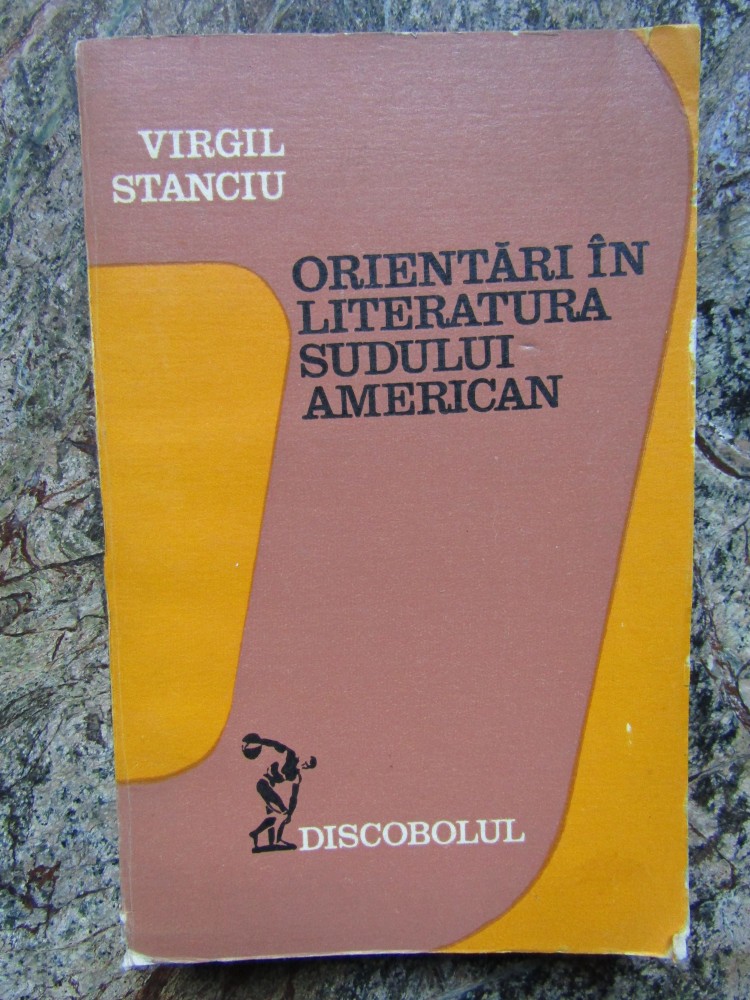 VIRGIL
STANCIU
ORIENTĂRI ÎN
LITERATURA
SUDULUI
AMERICAN
DISCOBOLUL